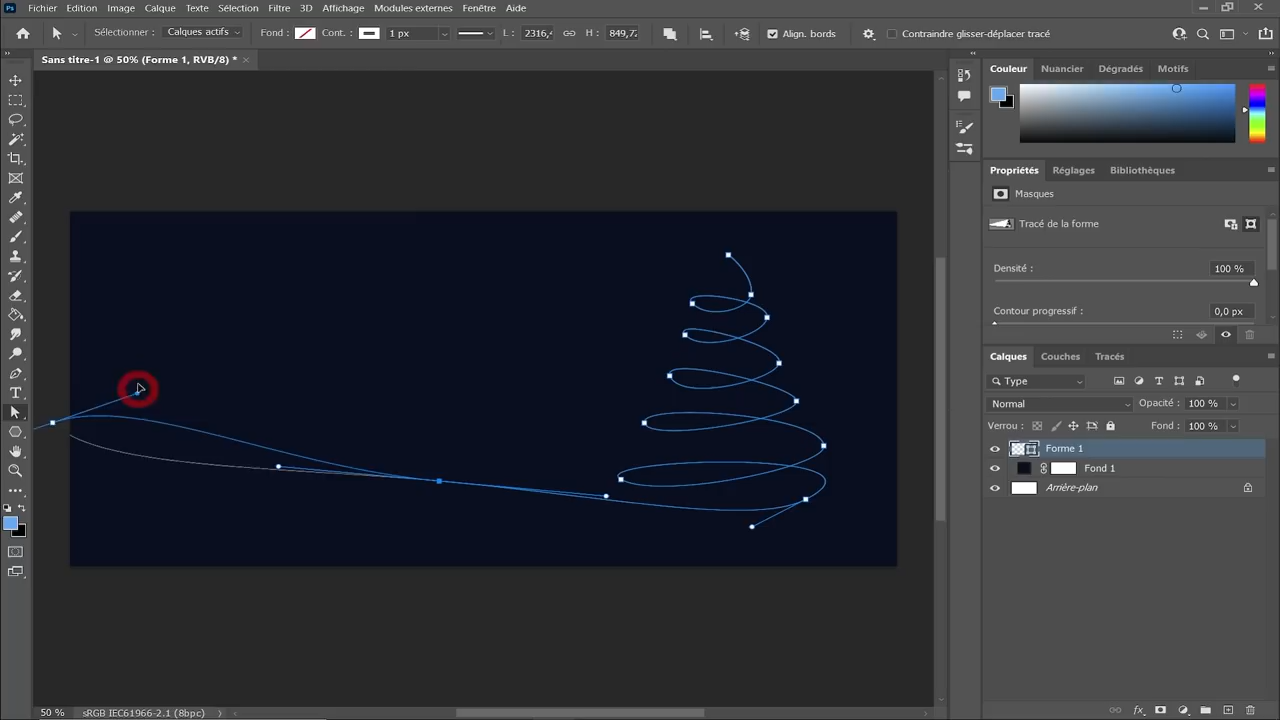 Ps Fichier Edition Image Calque Texte Sélection Filtre 3D Affichage Modules externes Fenêtre Aide
Sélectionner : Calques actifs Fond : Cont. : 1 px L : 2316,4 H : 849,72 Align. bords Contraindre glisser-déplacer tracé
Sans titre-1 @ 50% (Forme 1, RVB/8) *
Couleur Nuancier Dégradés Motifs
Propriétés Réglages Bibliothèques
Masques
Tracé de la forme
Densité : 100 %
Contour progressif : 0,0 px
Calques Couches Tracés
Type
Normal Opacité : 100 %
Verrou : Fond : 100 %
Forme 1
Fond 1
Arrière-plan
50 % sRGB IEC61966-2.1 (8bpc)
fx